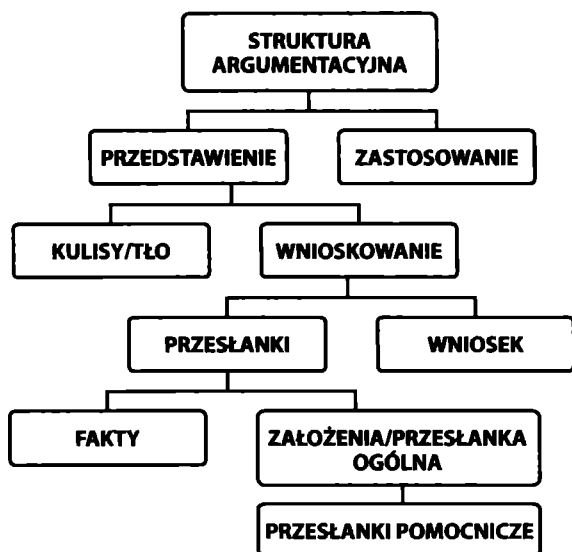 STRUKTURA
ARGUMENTACYJNA
PRZEDSTAWIENIE
ZASTOSOWANIE
KULISY/TŁO
WNIOSKOWANIE
PRZESŁANKI
WNIOSEK
FAKTY
ZAŁOŻENIA/PRZESŁANKA
OGÓLNA
PRZESŁANKI POMOCNICZE